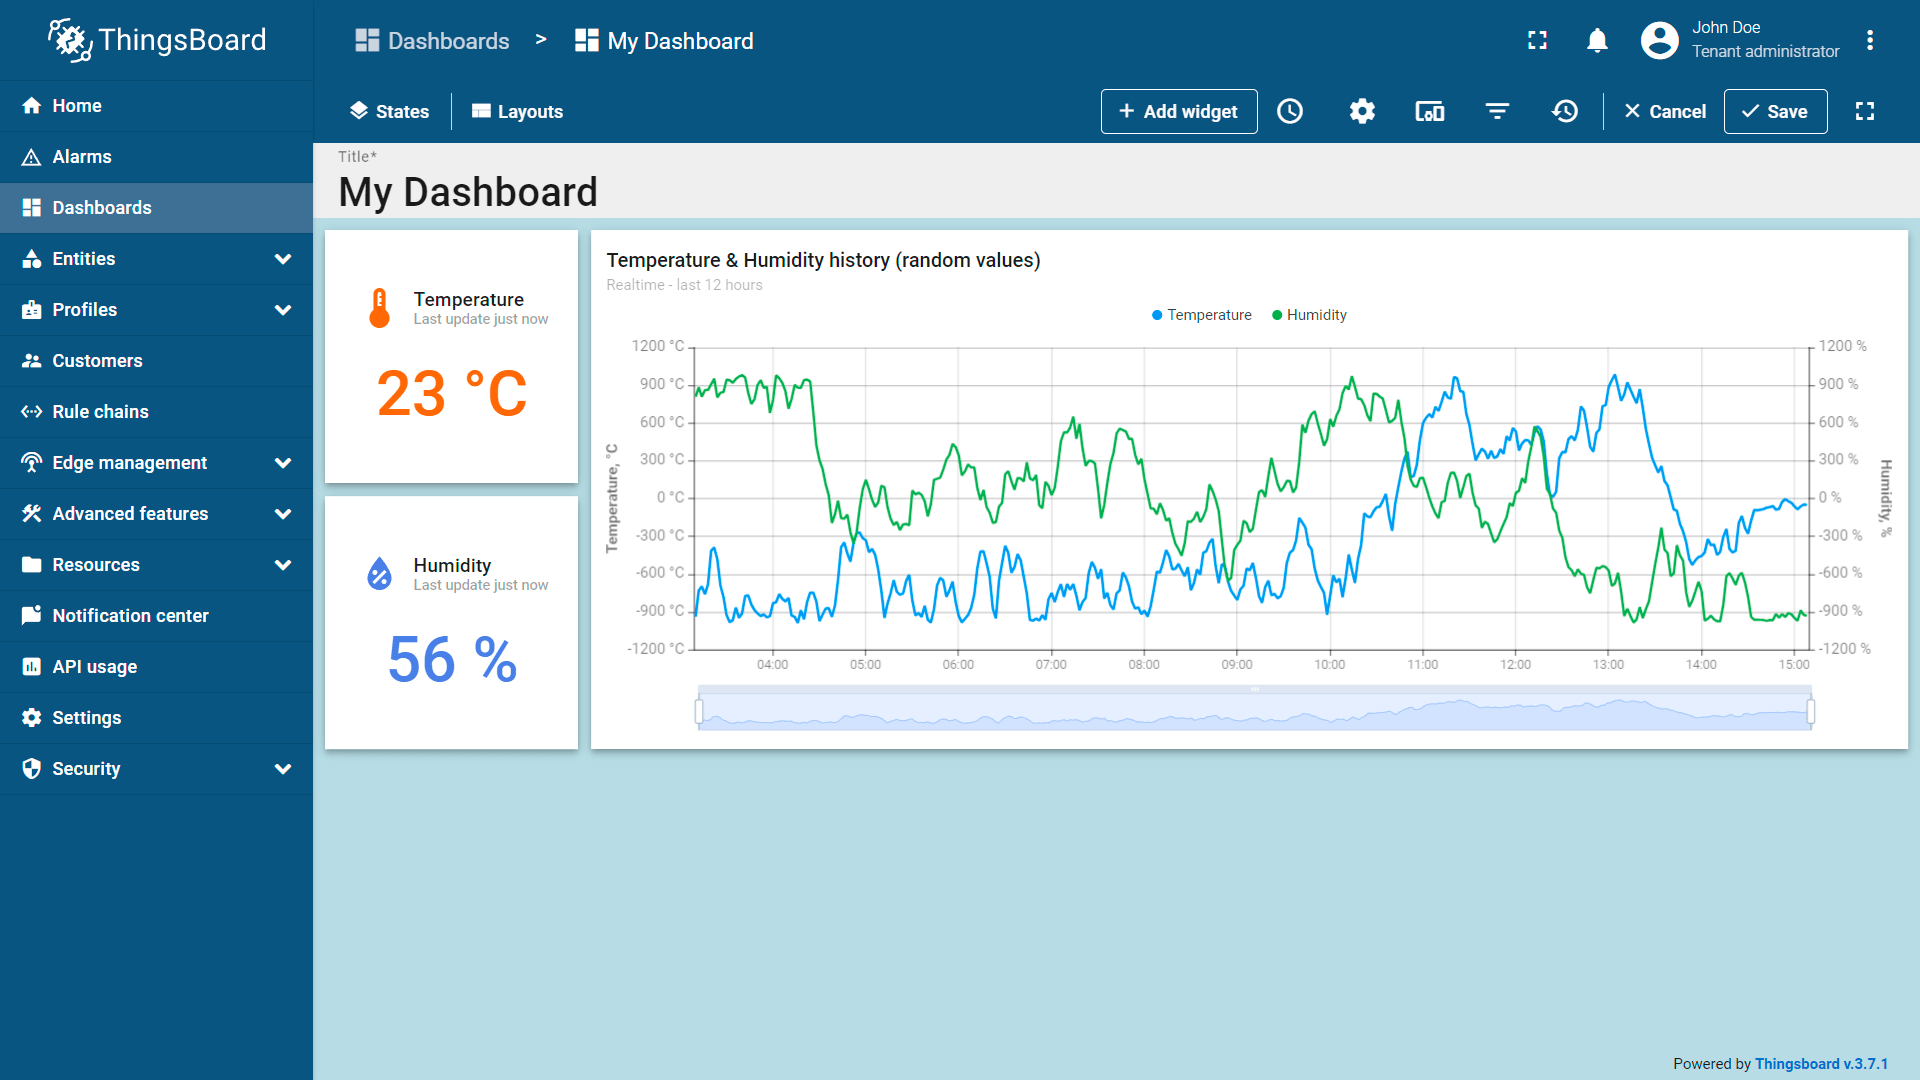 ThingsBoard
Dashboards > My Dashboard
John Doe
Tenant administrator
Home
Alarms
Dashboards
Entities
Profiles
Customers
Rule chains
Edge management
Advanced features
Resources
Notification center
API usage
Settings
Security
States
Layouts
+ Add widget
Cancel
Save
Title*
My Dashboard
Temperature
Last update just now
23 °C
Humidity
Last update just now
56 %
Temperature & Humidity history (random values)
Realtime - last 12 hours
Temperature Humidity
Temperature, °C
1200 °C
900 °C
600 °C
300 °C
0 °C
-300 °C
-600 °C
-900 °C
-1200 °C
1200 %
900 %
600 %
300 %
0 %
-300 %
-600 %
-900 %
-1200 %
Humidity, %
04:00 05:00 06:00 07:00 08:00 09:00 10:00 11:00 12:00 13:00 14:00 15:00
Powered by Thingsboard v.3.7.1